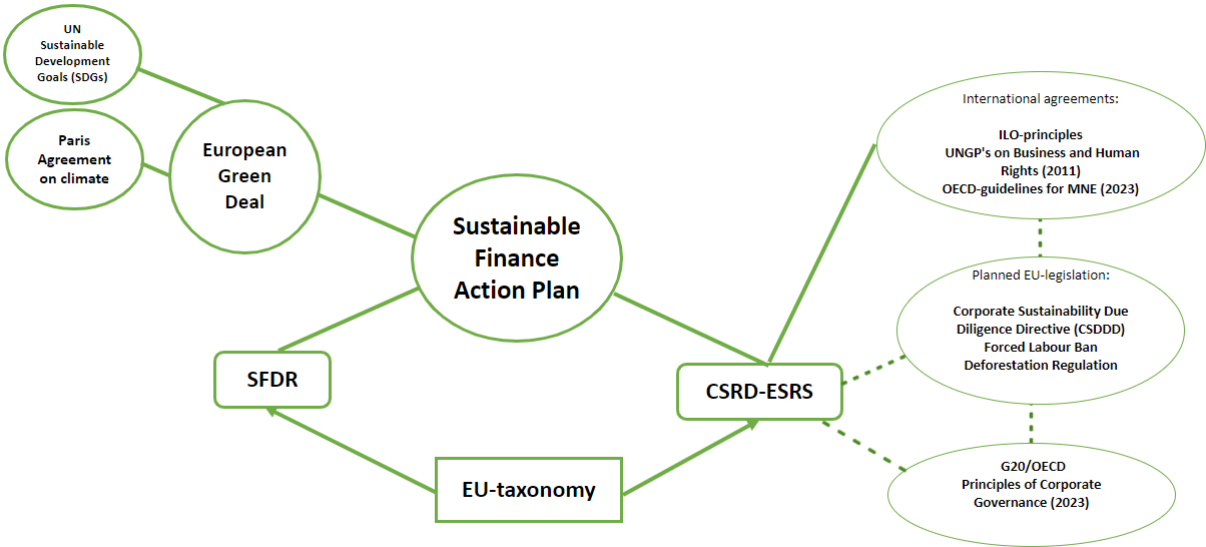 UN
Sustainable
Development
Goals (SDGs)
Paris
Agreement
on climate
European
Green
Deal
Sustainable
Finance
Action Plan
SFDR
EU-taxonomy
CSRD-ESRS
International agreements:
ILO-principles
UNGP's on Business and Human
Rights (2011)
OECD-guidelines for MNE (2023)
Planned EU-legislation:
Corporate Sustainability Due
Diligence Directive (CSDDD)
Forced Labour Ban
Deforestation Regulation
G20/OECD
Principles of Corporate
Governance (2023)